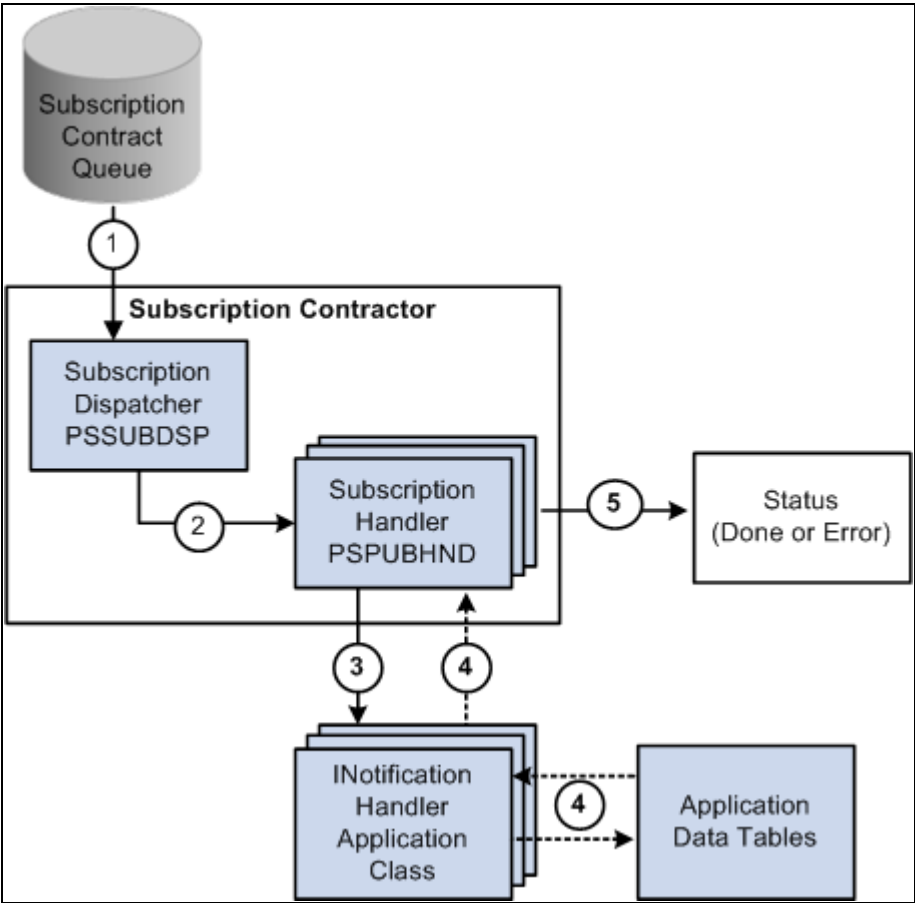 Subscription
Contract
Queue
1
Subscription Contractor
Subscription
Dispatcher
PSSUBDSP
2
Subscription
Handler
PSPUBHND
5
Status
(Done or Error)
3
4
INotification
Handler
Application
Class
4
Application
Data Tables